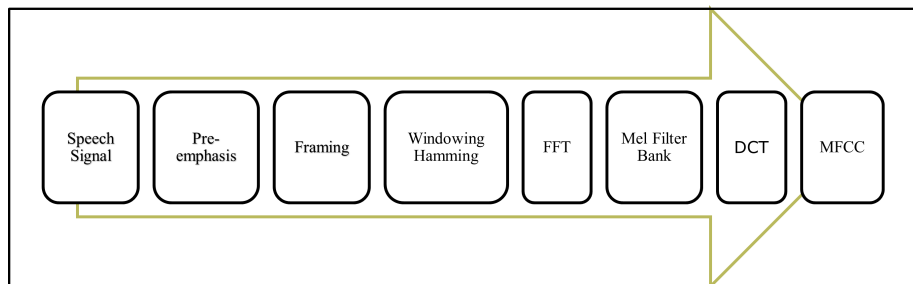 Speech
Signal
Pre-
emphasis
Framing
Windowing
Hamming
FFT
Mel Filter
Bank
DCT
MFCC